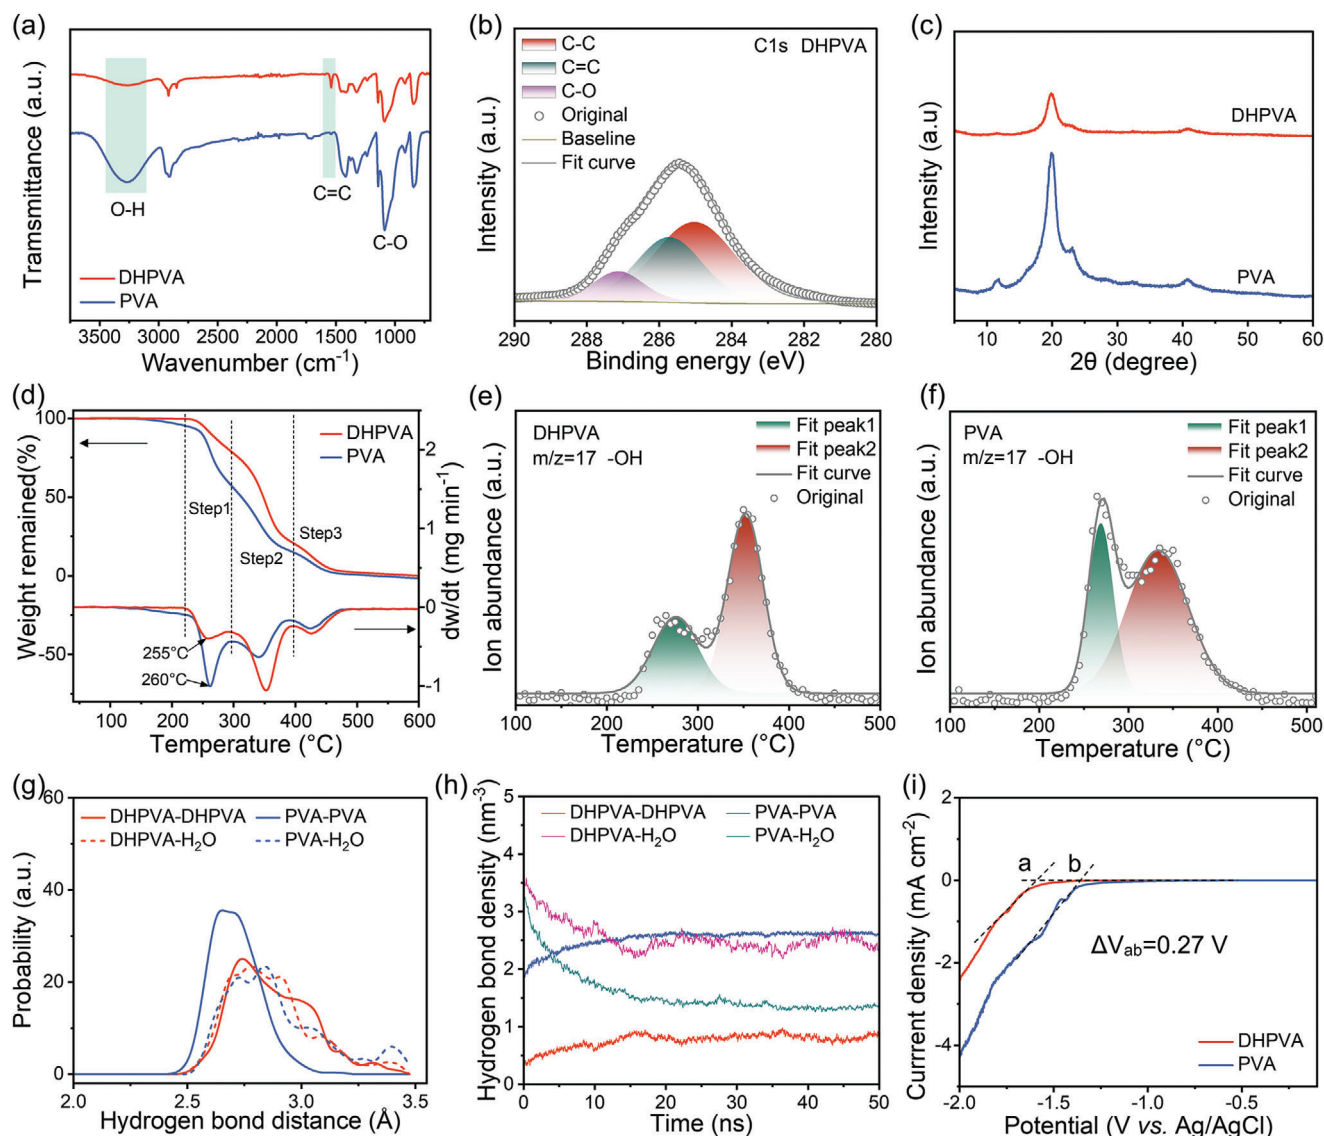 (a)
Transmittance (a.u.)
O-H
C=C
C-O
DHPVA
PVA
3500 3000 2500 2000 1500 1000
Wavenumber (cm-1)
(b)
C-C
C=C
C-O
Original
Baseline
Fit curve
C1s DHPVA
Intensity (a.u.)
290 288 286 284 282 280
Binding energy (eV)
(c)
Intensity (a.u)
DHPVA
PVA
10 20 30 40 50 60
2θ (degree)
(d)
Weight remained(%)
100
50
0
-50
DHPVA
PVA
Step1
Step2
Step3
255°C
260°C
2
1
0
-1
dw/dt (mg min-1)
100 200 300 400 500 600
Temperature (°C)
(e)
DHPVA
m/z=17 -OH
Fit peak1
Fit peak2
Fit curve
Original
Ion abundance (a.u.)
100 200 300 400 500
Temperature (°C)
(f)
PVA
m/z=17 -OH
Fit peak1
Fit peak2
Fit curve
Original
Ion abundance (a.u.)
100 200 300 400 500
Temperature (°C)
(g)
Probability (a.u.)
60
40
20
0
DHPVA-DHPVA PVA-PVA
DHPVA-H2O PVA-H2O
2.0 2.5 3.0 3.5
Hydrogen bond distance (Å)
(h)
Hydrogen bond density (nm-3)
5
4
3
2
1
0
DHPVA-DHPVA PVA-PVA
DHPVA-H2O PVA-H2O
0 10 20 30 40 50
Time (ns)
(i)
Currrent density (mA cm-2)
0
-2
-4
a b
ΔVab=0.27 V
DHPVA
PVA
-2.0 -1.5 -1.0 -0.5
Potential (V vs. Ag/AgCl)